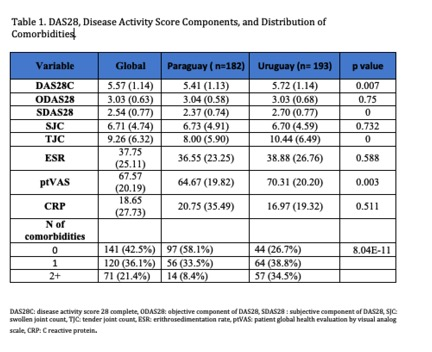 Table 1. DAS28, Disease Activity Score Components, and Distribution of
Comorbidities
Variable Global Paraguay ( n=182) Uruguay (n= 193) p value
DAS28C 5.57 (1.14) 5.41 (1.13) 5.72 (1.14) 0.007
ODAS28 3.03 (0.63) 3.04 (0.58) 3.03 (0.68) 0.75
SDAS28 2.54 (0.77) 2.37 (0.74) 2.70 (0.77) 0
SJC 6.71 (4.74) 6.73 (4.91) 6.70 (4.59) 0.732
TJC 9.26 (6.32) 8.00 (5.90) 10.44 (6.49) 0
ESR 37.75 (25.11) 36.55 (23.25) 38.88 (26.76) 0.588
ptVAS 67.57 (20.19) 64.67 (19.82) 70.31 (20.20) 0.003
CRP 18.65 (27.73) 20.75 (35.49) 16.97 (19.32) 0.511
N of comorbidities
0 141 (42.5%) 97 (58.1%) 44 (26.7%) 8.04E-11
1 120 (36.1%) 56 (33.5%) 64 (38.8%)
2+ 71 (21.4%) 14 (8.4%) 57 (34.5%)
DAS28C: disease activity score 28 complete, ODAS28: objective component of DAS28, SDAS28 : subjective component of DAS28, SJC:
swollen joint count, TJC: tender joint count, ESR: erithrosedimentation rate, ptVAS: patient global health evaluation by visual analog
scale, CRP: C reactive protein.